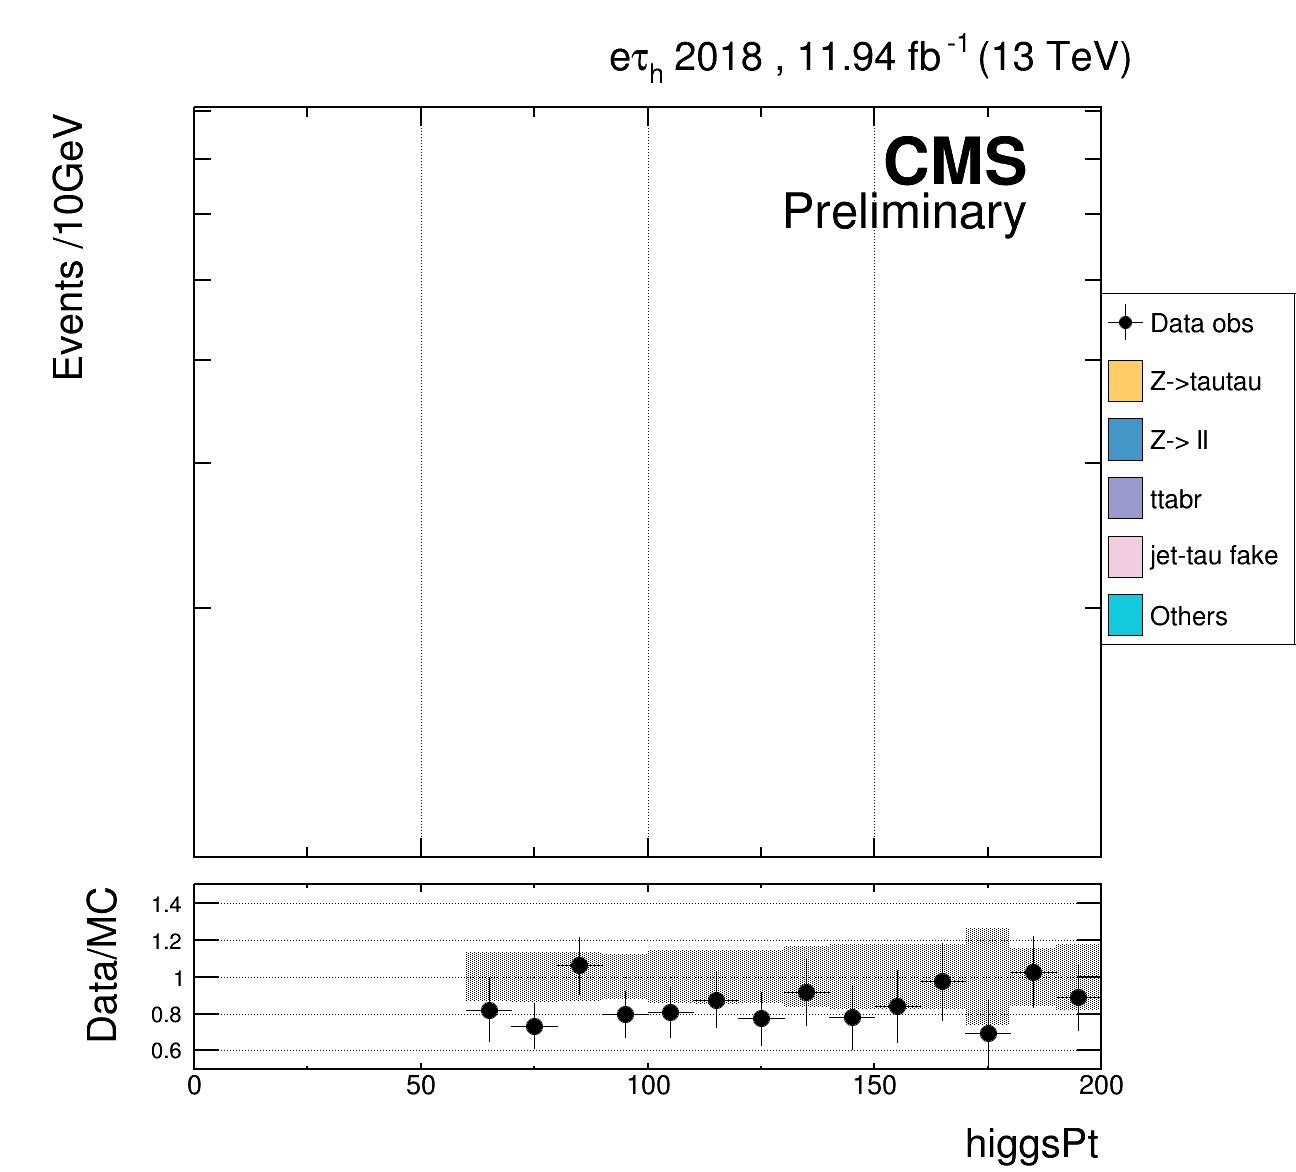 eτh 2018 , 11.94 fb-1 (13 TeV)
Events /10GeV
CMS
Preliminary
Data obs
Z->tautau
Z-> ll
ttabr
jet-tau fake
Others
Data/MC
1.4
1.2
1
0.8
0.6
0 50 100 150 200
higgsPt